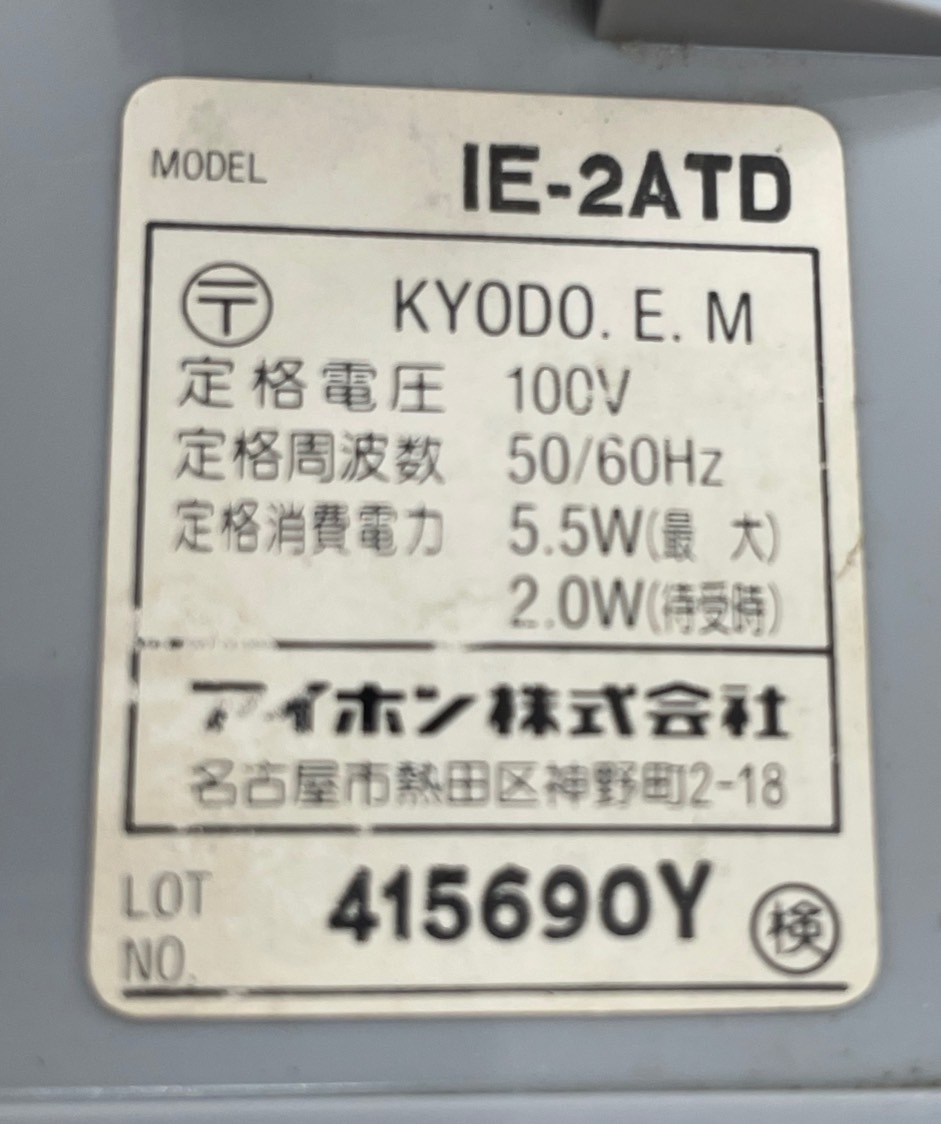 MODEL IE-2ATD
〒 KYODO. E. M
定格電圧 100V
定格周波数 50/60Hz
定格消費電力 5.5W(最 大)
2.0W(待受時)
アイホン株式会社
名古屋市熱田区神野町2-18
LOT NO. 415690Y 検